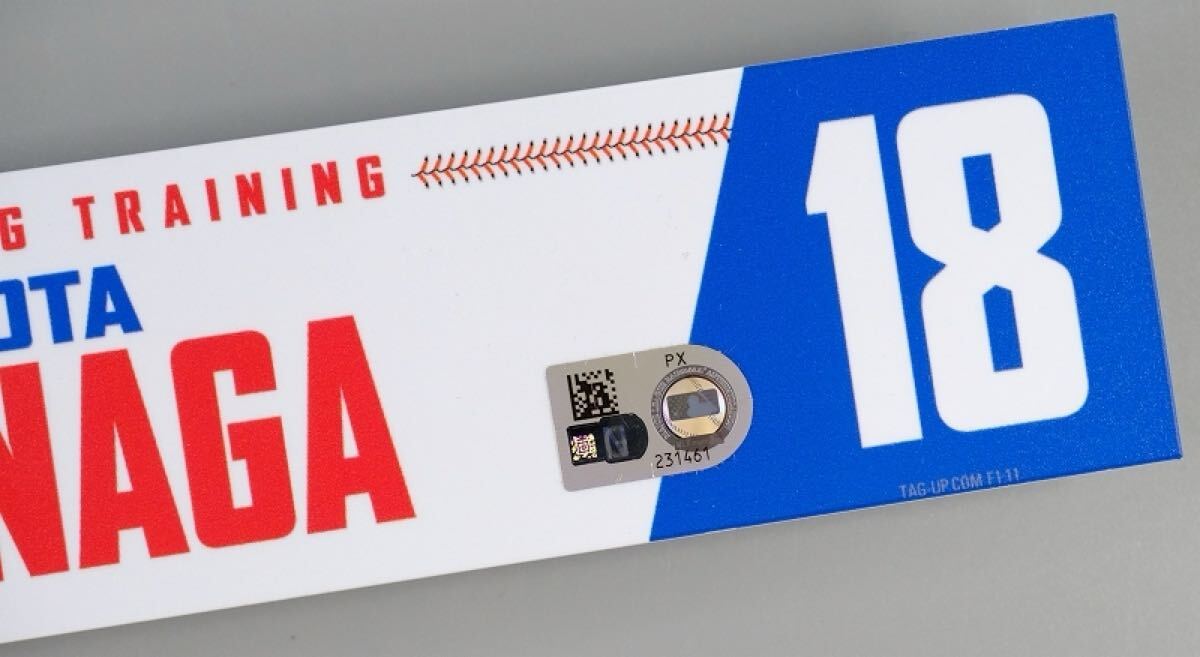 G TRAINING
OTA
NAGA
18
PX
231461
TAG-UP.COM F1-11